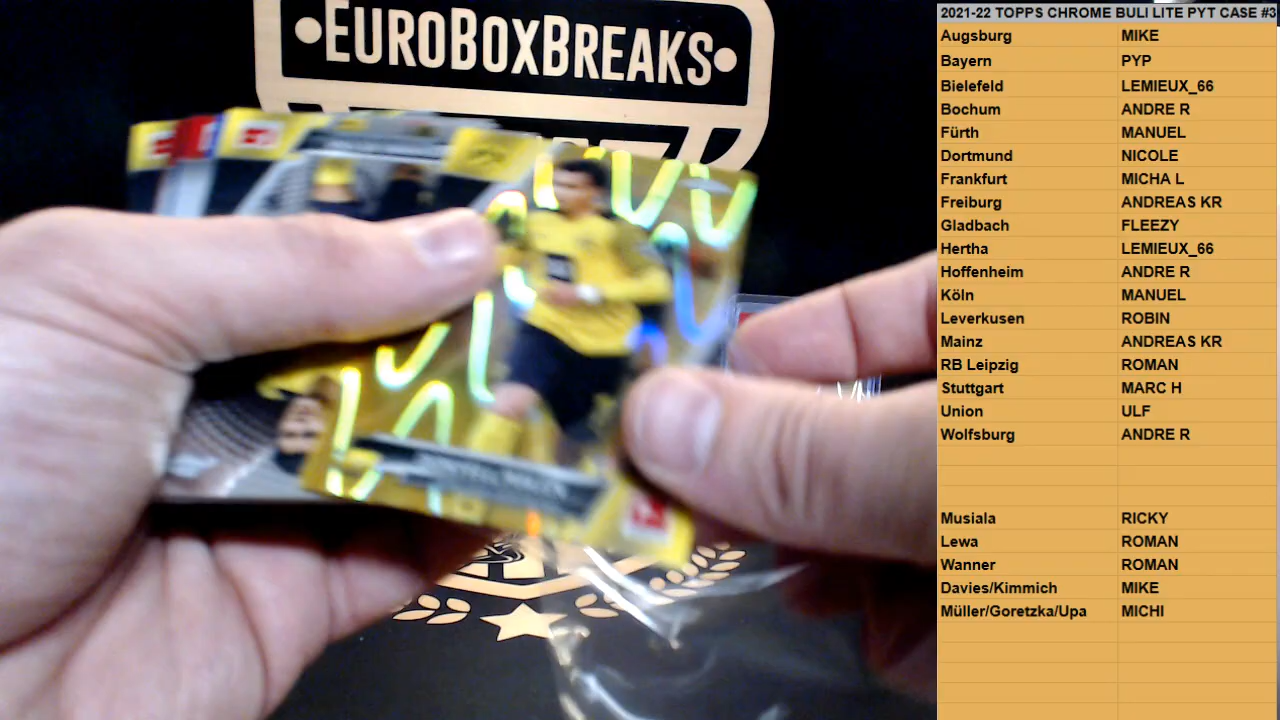 •EUROBOXBREAKS•
2021-22 TOPPS CHROME BULI LITE PYT CASE #3
Augsburg MIKE
Bayern PYP
Bielefeld LEMIEUX_66
Bochum ANDRE R
Fürth MANUEL
Dortmund NICOLE
Frankfurt MICHA L
Freiburg ANDREAS KR
Gladbach FLEEZY
Hertha LEMIEUX_66
Hoffenheim ANDRE R
Köln MANUEL
Leverkusen ROBIN
Mainz ANDREAS KR
RB Leipzig ROMAN
Stuttgart MARC H
Union ULF
Wolfsburg ANDRE R
Musiala RICKY
Lewa ROMAN
Wanner ROMAN
Davies/Kimmich MIKE
Müller/Goretzka/Upa MICHI